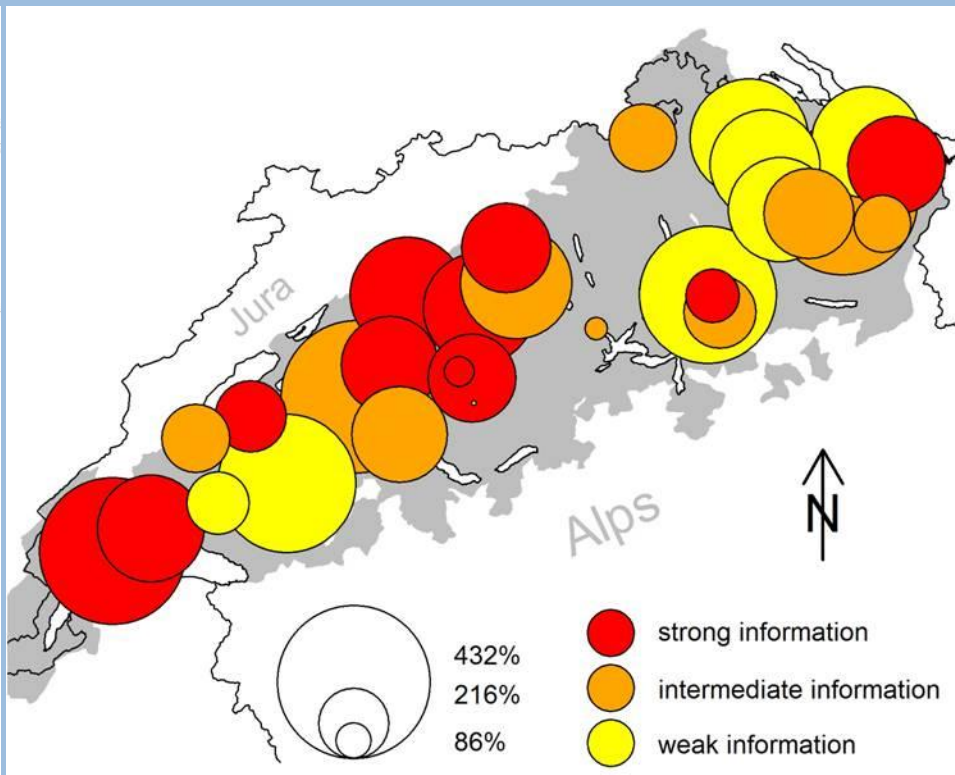 Jura
Alps
N
432%
216%
86%
strong information
intermediate information
weak information